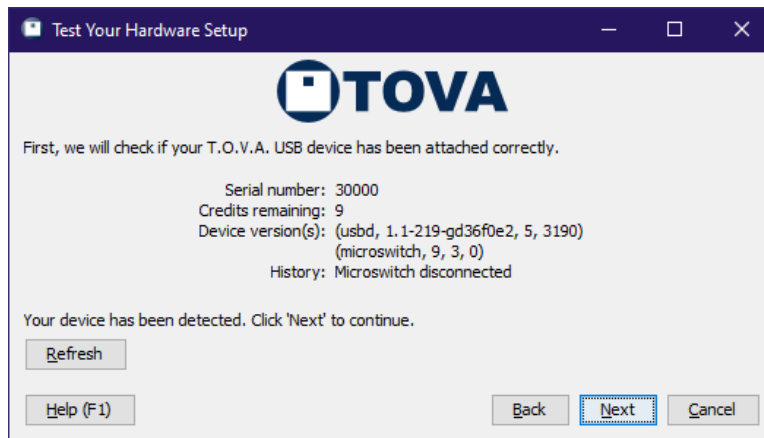 Test Your Hardware Setup
TOVA
First, we will check if your T.O.V.A. USB device has been attached correctly.
Serial number: 30000
Credits remaining: 9
Device version(s): (usbd, 1.1-219-gd36f0e2, 5, 3190)
(microswitch, 9, 3, 0)
History: Microswitch disconnected
Your device has been detected. Click 'Next' to continue.
Refresh
Help (F1) Back Next Cancel